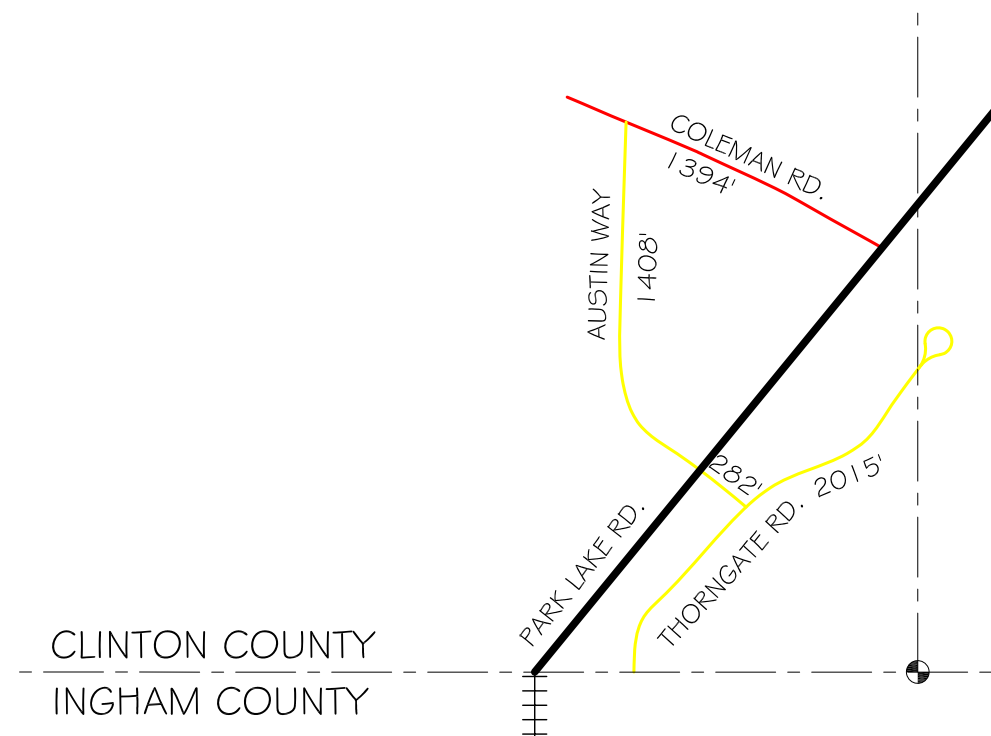 COLEMAN RD.
1394'
AUSTIN WAY
1408'
282'
2015'
THORNGATE RD.
PARK LAKE RD.
CLINTON COUNTY
INGHAM COUNTY